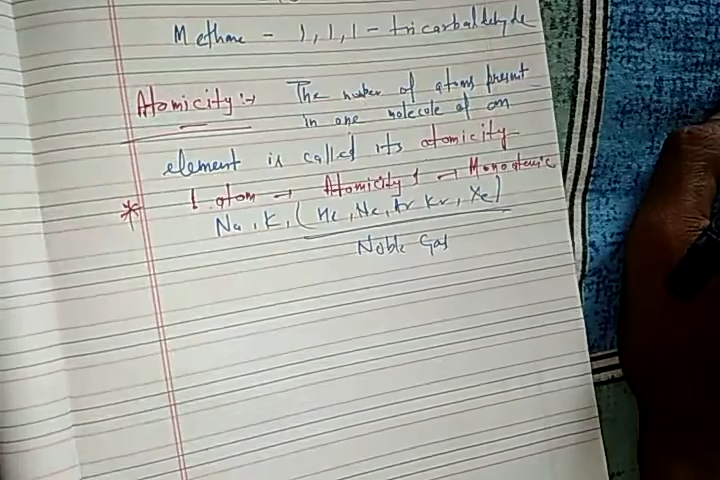 Methane - 1, 1, 1 - tricarbaldehyde
Atomicity :→ The number of atoms present
in one molecule of an
element is called its atomicity
* 1 atom → Atomicity 1 → Monoatomic
Na, K, (He, Ne, Ar Kr, Xe)
Noble Gas